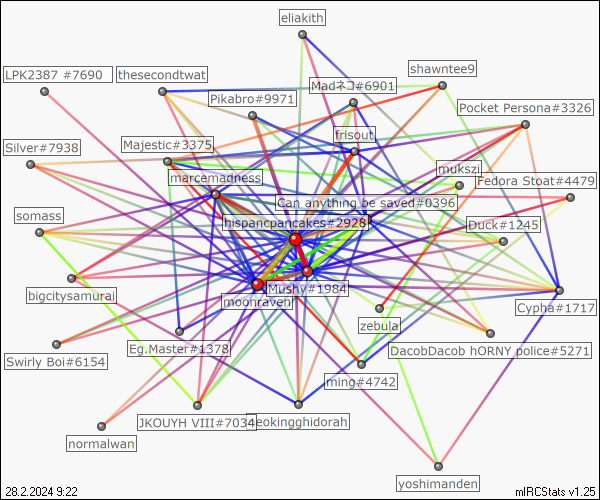 eliakith
LPK2387 #7690
thesecondtwat
shawntee9
Madネコ#6901
Pikabro#9971
Pocket Persona#3326
frisout
Silver#7938
Majestic#3375
mukszi
marcemadness
Fedora Stoat#4479
Can anything be saved#0396
somass
hispancpancakes#2928
Duck#1245
Mushy#1984
bigcitysamurai
moonraven
Cypha#1717
zebula
Eg.Master#1378
DacobDacob hORNY police#5271
Swirly Boi#6154
ming#4742
JKOUYH VIII#7034
neokingghidorah
normalwan
yoshimanden
28.2.2024 9:22
mIRCStats v1.25